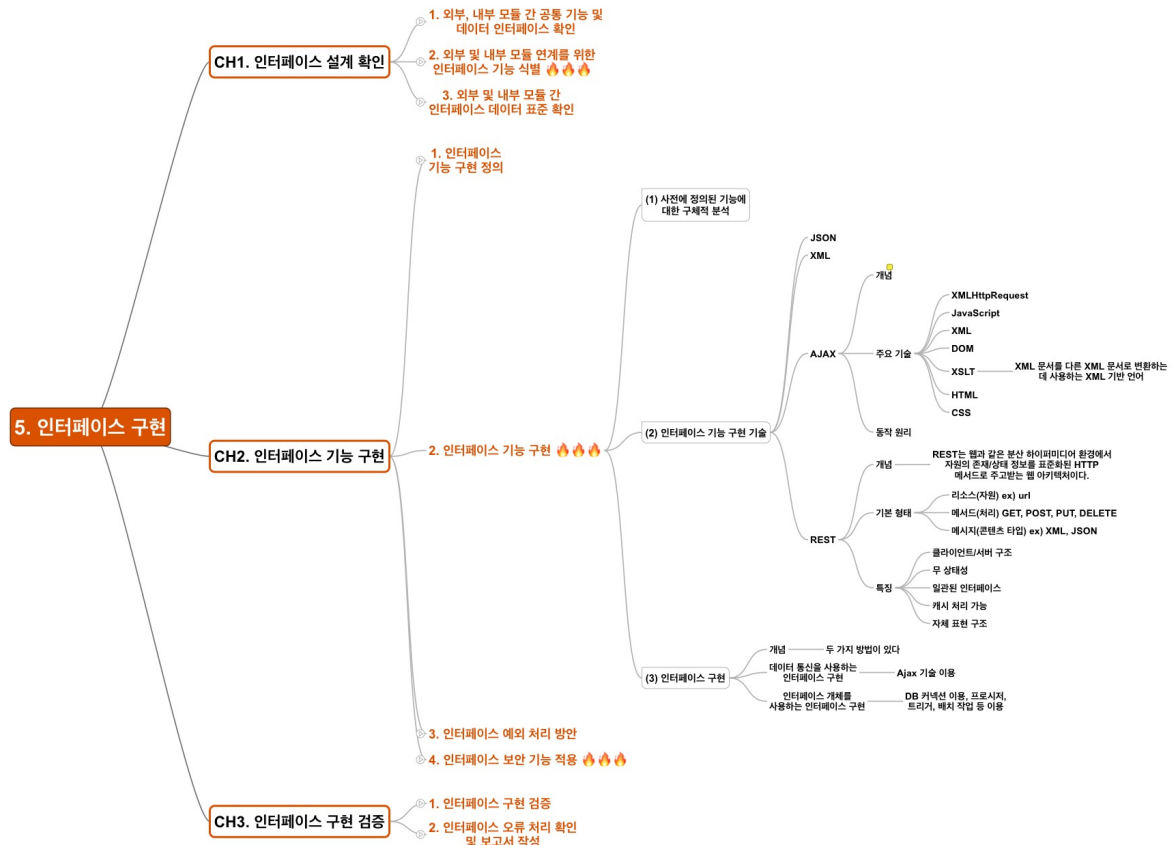 5. 인터페이스 구현
CH1. 인터페이스 설계 확인
1. 외부, 내부 모듈 간 공통 기능 및
데이터 인터페이스 확인
2. 외부 및 내부 모듈 연계를 위한
인터페이스 기능 식별 🔥🔥🔥
3. 외부 및 내부 모듈 간
인터페이스 데이터 표준 확인
CH2. 인터페이스 기능 구현
1. 인터페이스
기능 구현 정의
2. 인터페이스 기능 구현 🔥🔥🔥
(1) 사전에 정의된 기능에
대한 구체적 분석
(2) 인터페이스 기능 구현 기술
JSON
XML
AJAX
개념
주요 기술
XMLHttpRequest
JavaScript
XML
DOM
XSLT
XML 문서를 다른 XML 문서로 변환하는
데 사용하는 XML 기반 언어
HTML
CSS
동작 원리
REST
개념
REST는 웹과 같은 분산 하이퍼미디어 환경에서
자원의 존재/상태 정보를 표준화된 HTTP
메서드로 주고받는 웹 아키텍처이다.
기본 형태
리소스(자원) ex) url
메서드(처리) GET, POST, PUT, DELETE
메시지(콘텐츠 타입) ex) XML, JSON
특징
클라이언트/서버 구조
무 상태성
일관된 인터페이스
캐시 처리 가능
자체 표현 구조
(3) 인터페이스 구현
개념
두 가지 방법이 있다
데이터 통신을 사용하는
인터페이스 구현
Ajax 기술 이용
인터페이스 개체를
사용하는 인터페이스 구현
DB 커넥션 이용, 프로시저,
트리거, 배치 작업 등 이용
3. 인터페이스 예외 처리 방안
4. 인터페이스 보안 기능 적용 🔥🔥🔥
CH3. 인터페이스 구현 검증
1. 인터페이스 구현 검증
2. 인터페이스 오류 처리 확인
및 보고서 작성